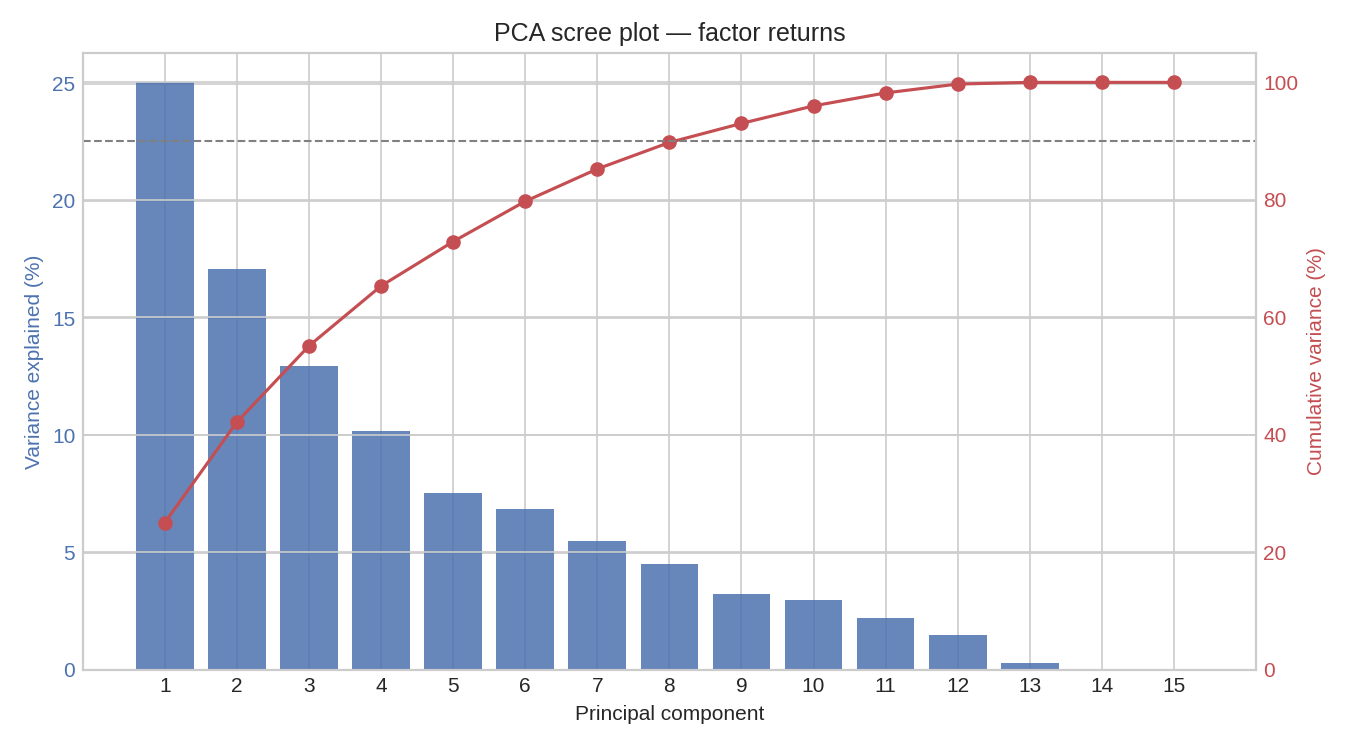 PCA scree plot — factor returns
Variance explained (%)
25
20
15
10
5
0
Cumulative variance (%)
100
80
60
40
20
0
1 2 3 4 5 6 7 8 9 10 11 12 13 14 15
Principal component